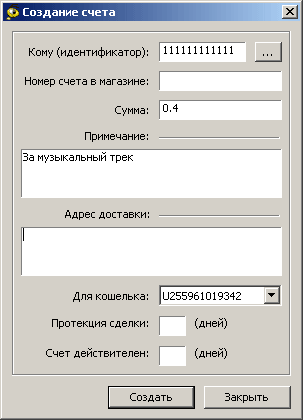 Создание счета
Кому (идентификатор): 111111111111 ...
Номер счета в магазине:
Сумма: 0.4
Примечание:
За музыкальный трек
Адрес доставки:
Для кошелька: U255961019342
Протекция сделки: (дней)
Счет действителен: (дней)
Создать Закрыть